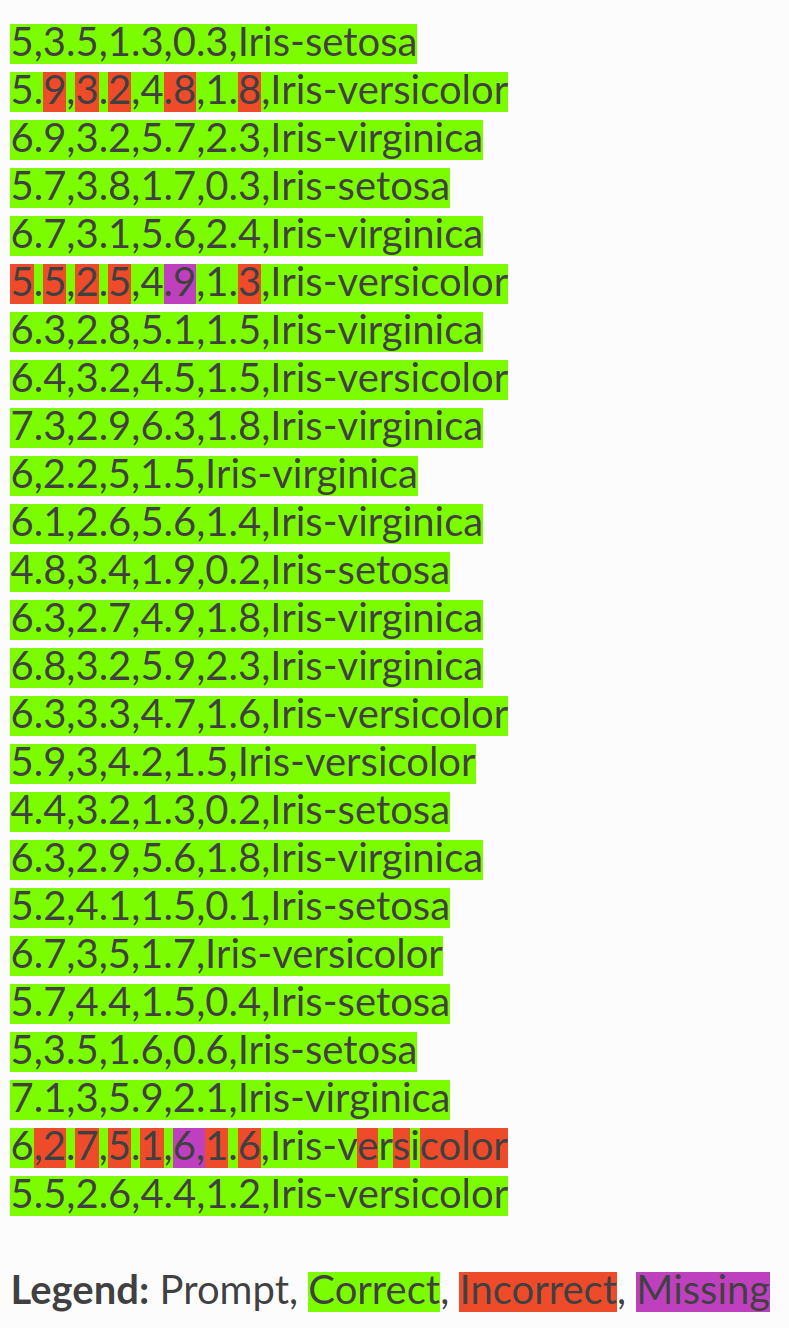 5,3.5,1.3,0.3,Iris-setosa
5.9,3.2,4.8,1.8,Iris-versicolor
6.9,3.2,5.7,2.3,Iris-virginica
5.7,3.8,1.7,0.3,Iris-setosa
6.7,3.1,5.6,2.4,Iris-virginica
5.5,2.5,4.9,1.3,Iris-versicolor
6.3,2.8,5.1,1.5,Iris-virginica
6.4,3.2,4.5,1.5,Iris-versicolor
7.3,2.9,6.3,1.8,Iris-virginica
6,2.2,5,1.5,Iris-virginica
6.1,2.6,5.6,1.4,Iris-virginica
4.8,3.4,1.9,0.2,Iris-setosa
6.3,2.7,4.9,1.8,Iris-virginica
6.8,3.2,5.9,2.3,Iris-virginica
6.3,3.3,4.7,1.6,Iris-versicolor
5.9,3,4.2,1.5,Iris-versicolor
4.4,3.2,1.3,0.2,Iris-setosa
6.3,2.9,5.6,1.8,Iris-virginica
5.2,4.1,1.5,0.1,Iris-setosa
6.7,3,5,1.7,Iris-versicolor
5.7,4.4,1.5,0.4,Iris-setosa
5,3.5,1.6,0.6,Iris-setosa
7.1,3,5.9,2.1,Iris-virginica
6,2.7,5.1,6,1.6,Iris-versicolor
5.5,2.6,4.4,1.2,Iris-versicolor
Legend: Prompt, Correct, Incorrect, Missing